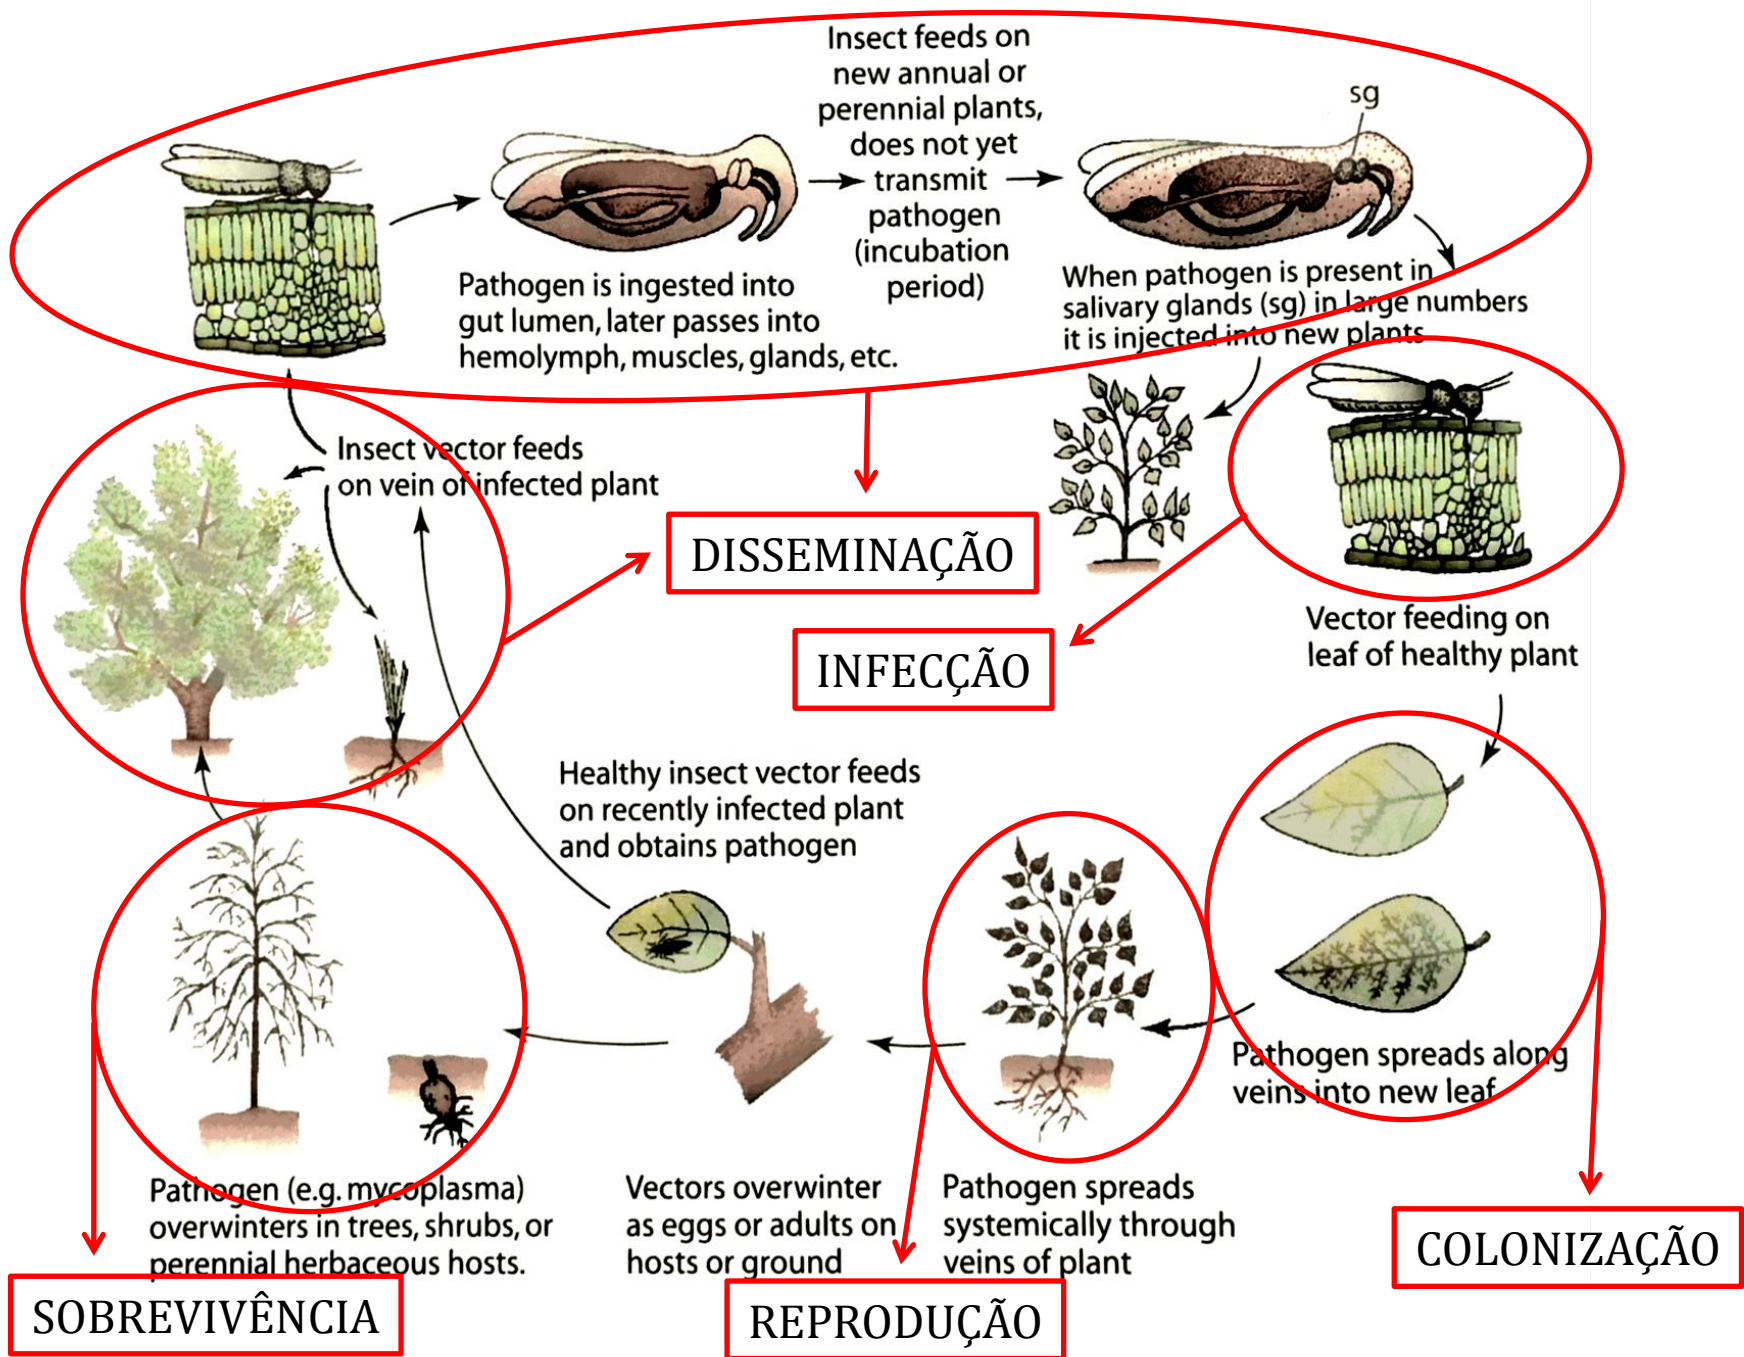 Insect feeds on
new annual or
perennial plants,
does not yet
transmit
pathogen
(incubation
period)
sg
Pathogen is ingested into
gut lumen, later passes into
hemolymph, muscles, glands, etc.
When pathogen is present in
salivary glands (sg) in large numbers
it is injected into new plants
Insect vector feeds
on vein of infected plant
DISSEMINAÇÃO
INFECÇÃO
Vector feeding on
leaf of healthy plant
Healthy insect vector feeds
on recently infected plant
and obtains pathogen
Pathogen spreads along
veins into new leaf
Pathogen (e.g. mycoplasma)
overwinters in trees, shrubs, or
perennial herbaceous hosts.
Vectors overwinter
as eggs or adults on
hosts or ground
Pathogen spreads
systemically through
veins of plant
COLONIZAÇÃO
SOBREVIVÊNCIA
REPRODUÇÃO